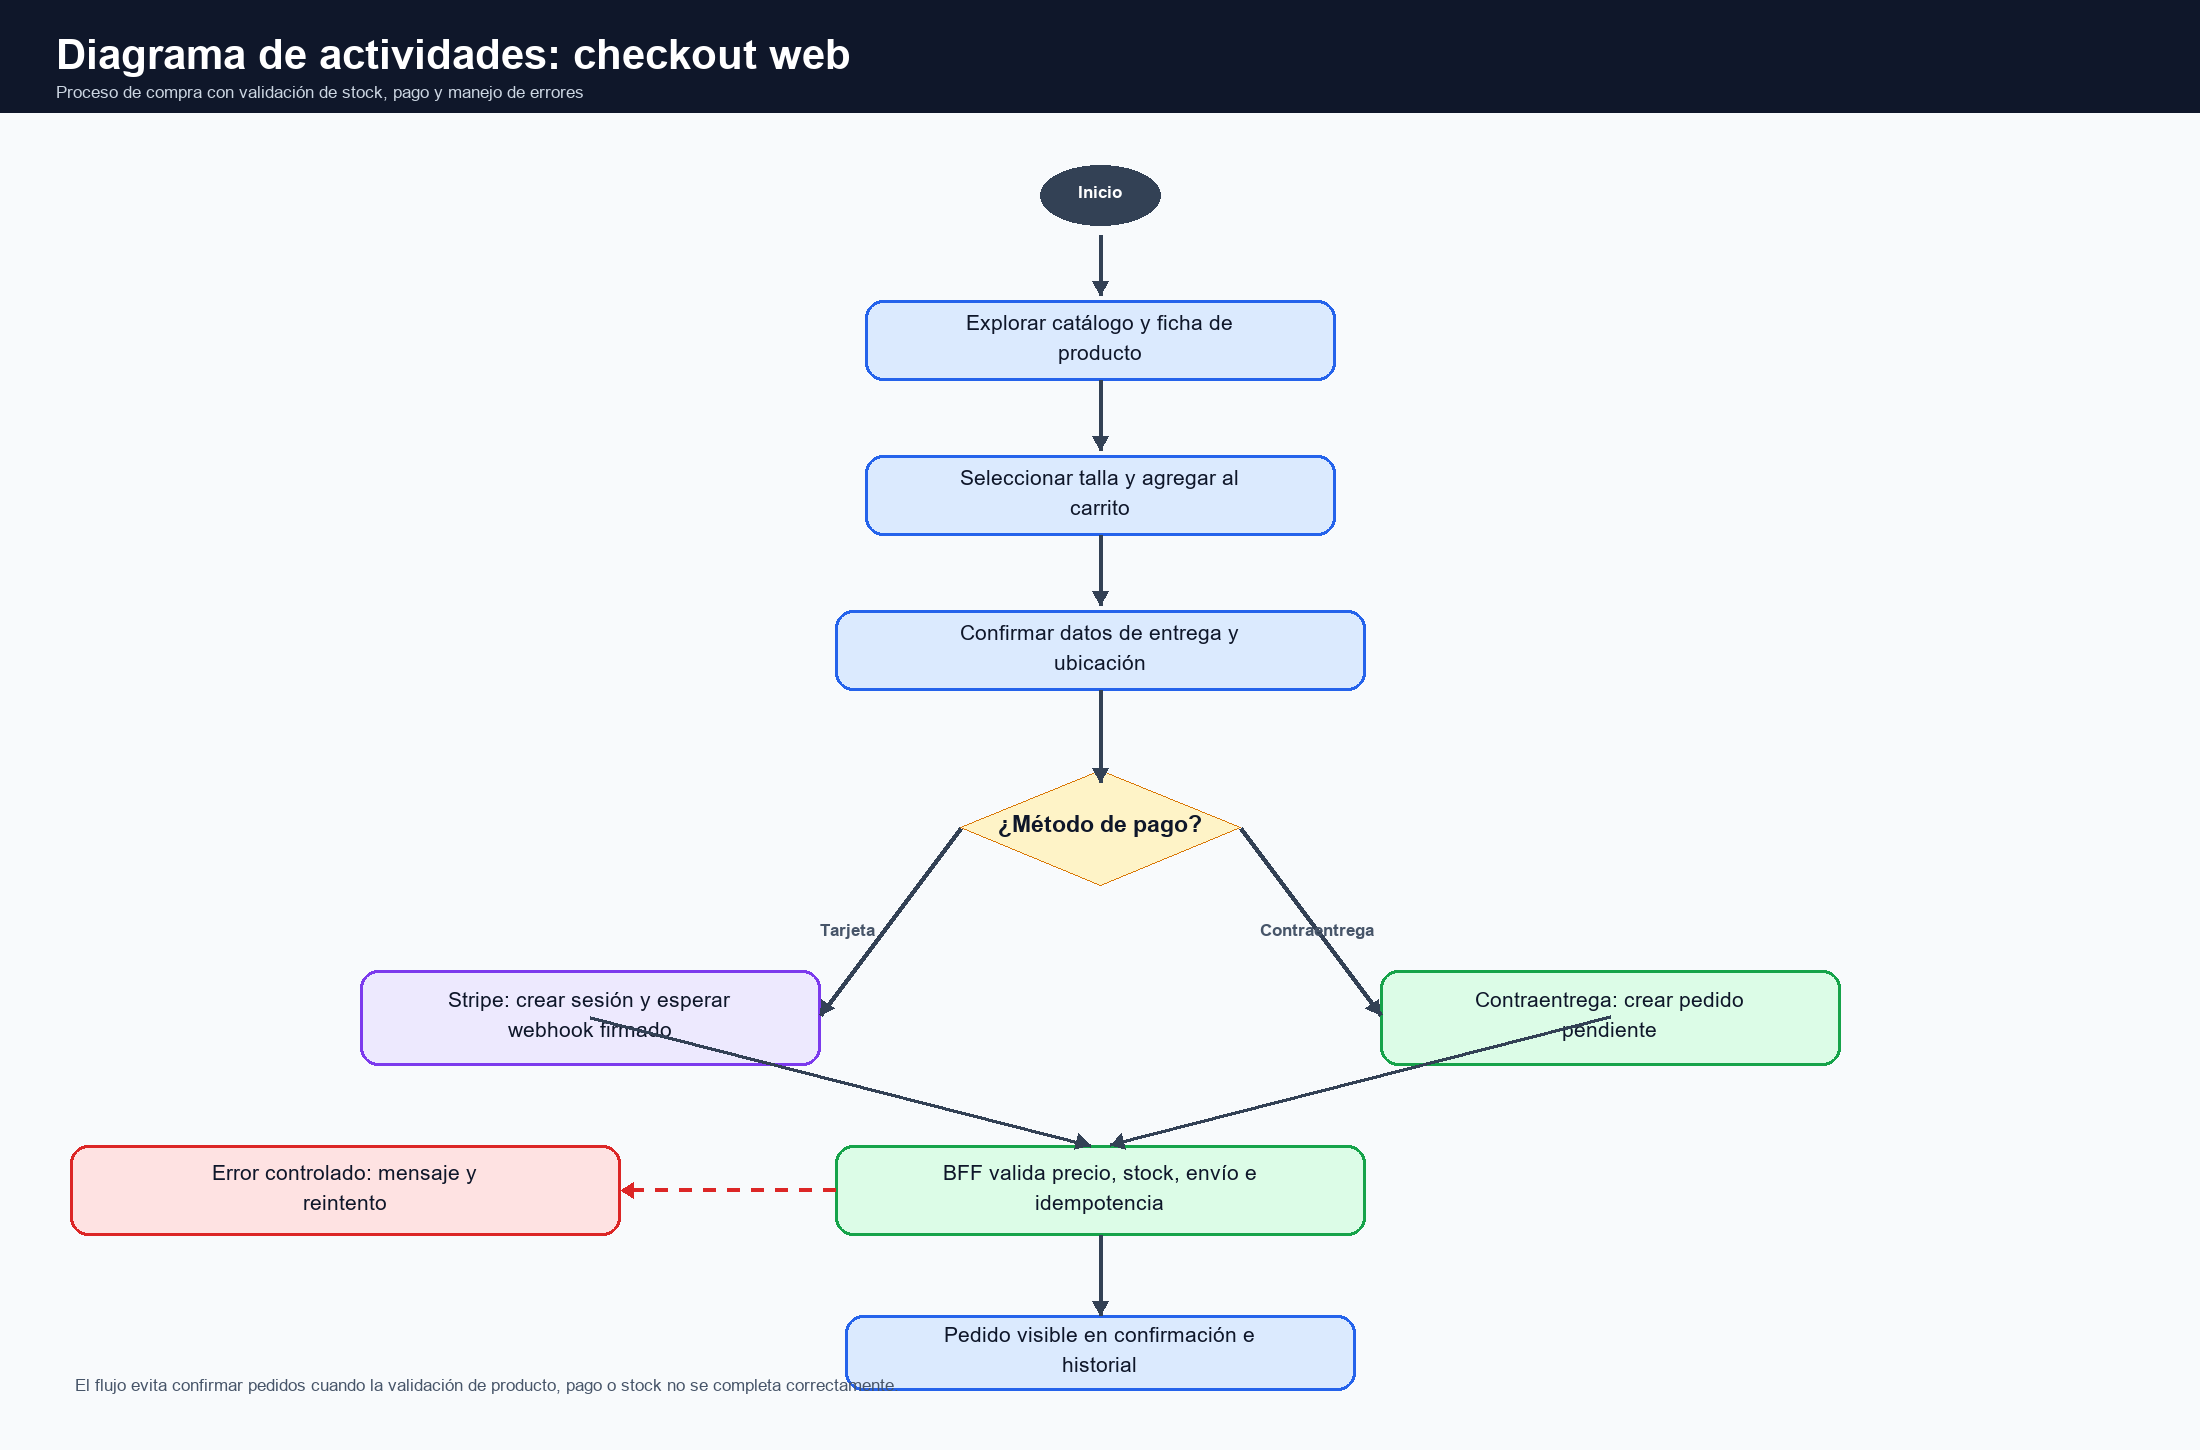 Diagrama de actividades: checkout web
Proceso de compra con validación de stock, pago y manejo de errores
Inicio
Explorar catálogo y ficha de
producto
Seleccionar talla y agregar al
carrito
Confirmar datos de entrega y
ubicación
¿Método de pago?
Tarjeta
Contraentrega
Stripe: crear sesión y esperar
webhook firmado
Contraentrega: crear pedido
pendiente
Error controlado: mensaje y
reintento
BFF valida precio, stock, envío e
idempotencia
Pedido visible en confirmación e
historial
El flujo evita confirmar pedidos cuando la validación de producto, pago o stock no se completa correctamente.